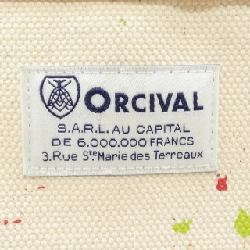 ORCIVAL
S.A.R.L. AU CAPITAL
DE 6.000.000 FRANCS
3.Rue Ste.Marie des Terreaux